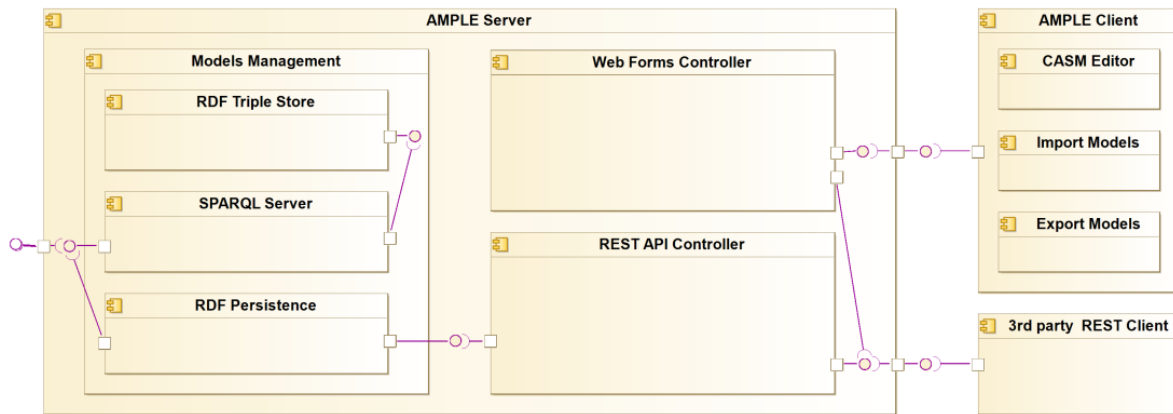 AMPLE Server
Models Management
RDF Triple Store
SPARQL Server
RDF Persistence
Web Forms Controller
REST API Controller
AMPLE Client
CASM Editor
Import Models
Export Models
3rd party REST Client